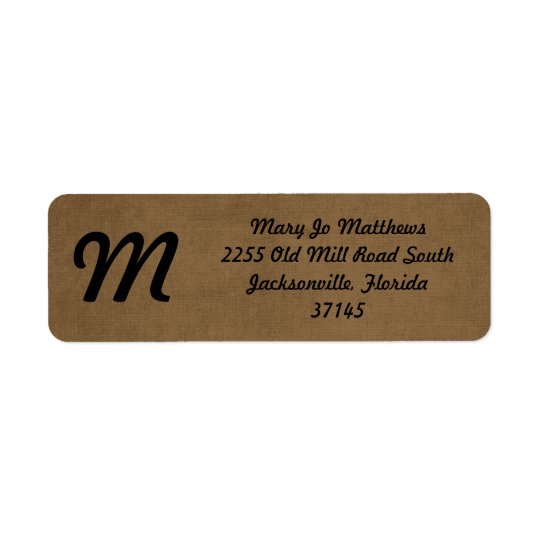 M
Mary Jo Matthews
2255 Old Mill Road South
Jacksonville, Florida
37145